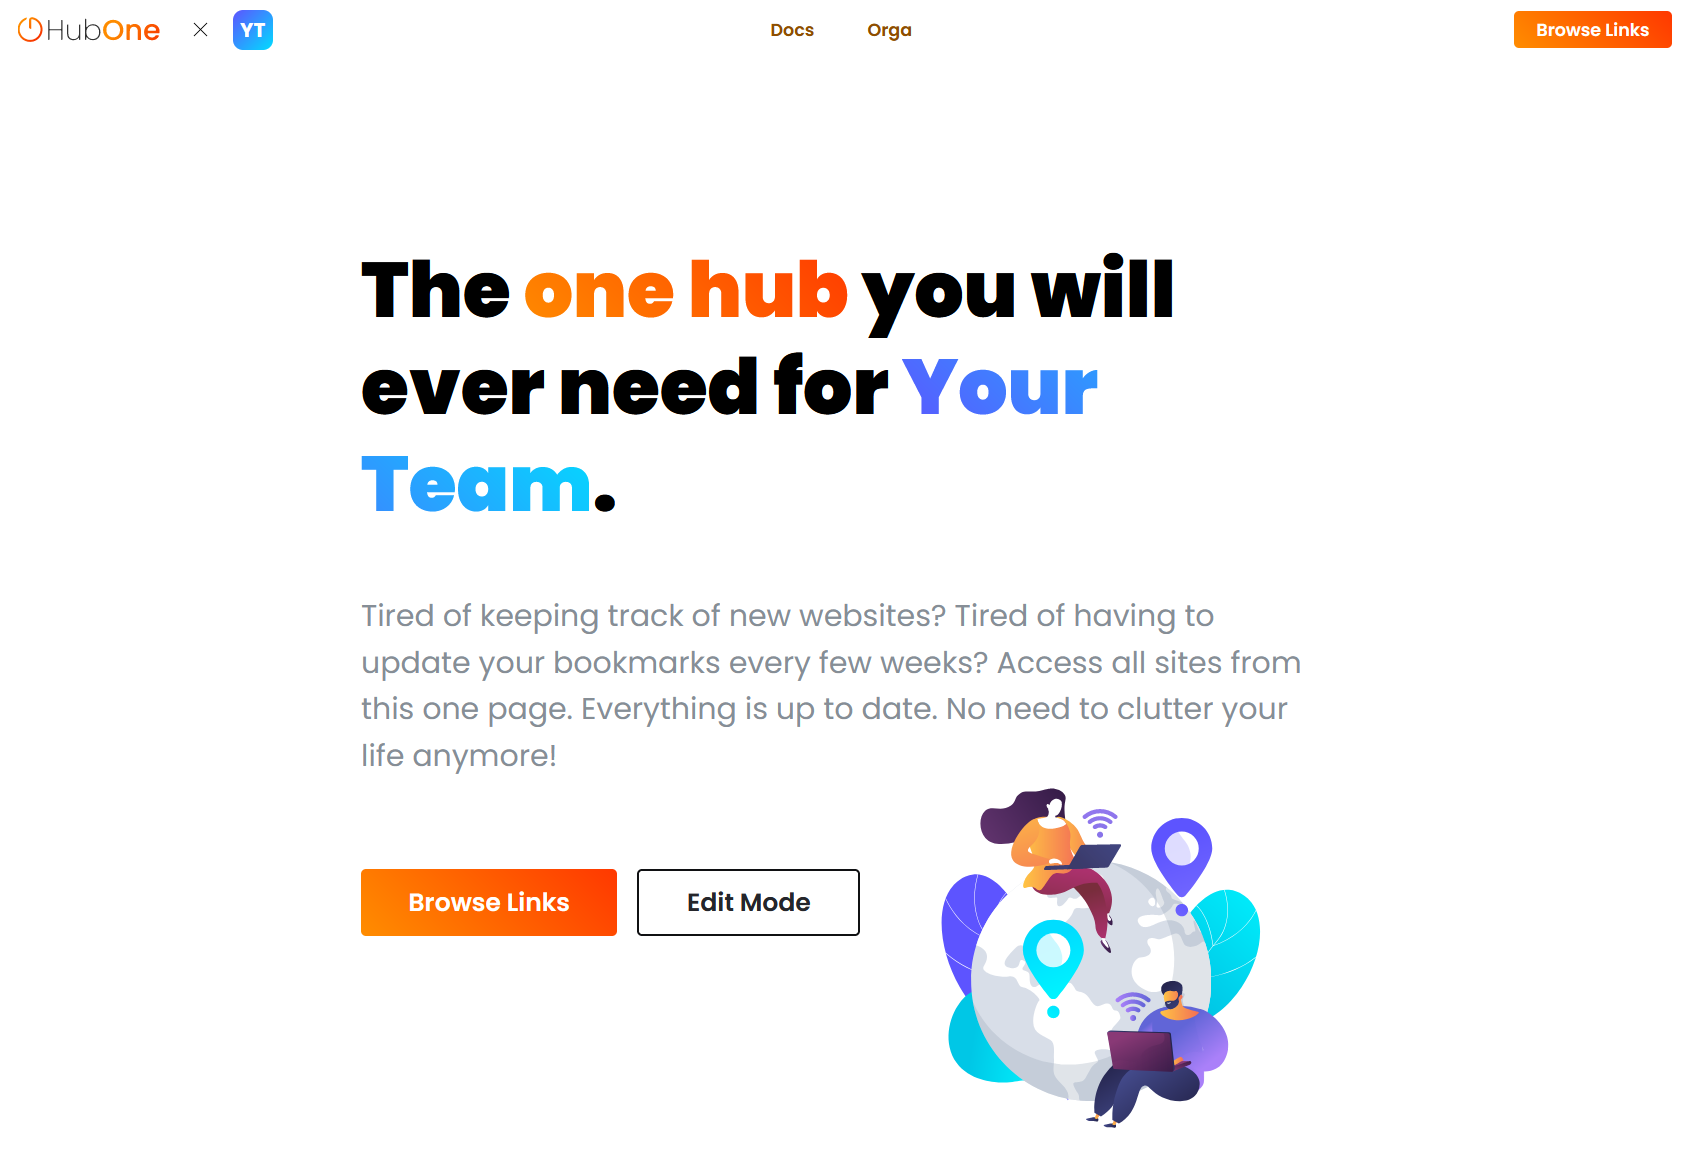 HubOne × YT
Docs
Orga
Browse Links
The one hub you will
ever need for Your
Team.
Tired of keeping track of new websites? Tired of having to
update your bookmarks every few weeks? Access all sites from
this one page. Everything is up to date. No need to clutter your
life anymore!
Browse Links
Edit Mode